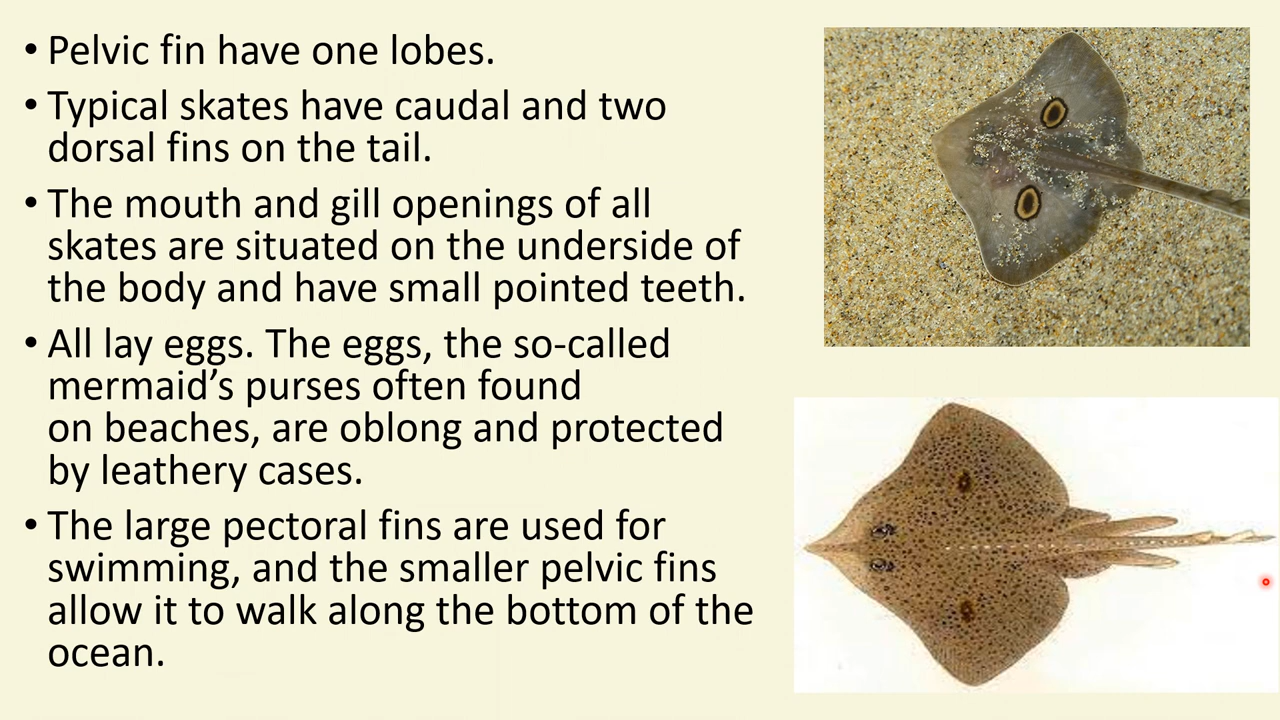 • Pelvic fin have one lobes.
• Typical skates have caudal and two
dorsal fins on the tail.
• The mouth and gill openings of all
skates are situated on the underside of
the body and have small pointed teeth.
• All lay eggs. The eggs, the so-called
mermaid’s purses often found
on beaches, are oblong and protected
by leathery cases.
• The large pectoral fins are used for
swimming, and the smaller pelvic fins
allow it to walk along the bottom of the
ocean.